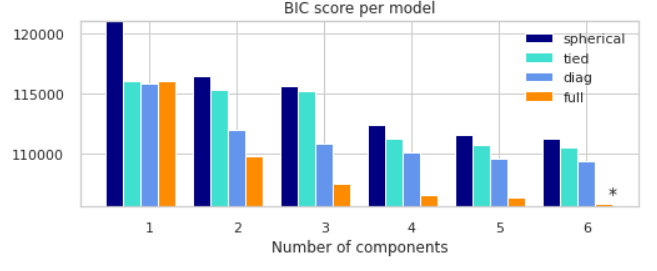 BIC score per model
120000
115000
110000
spherical
tied
diag
full
*
1 2 3 4 5 6
Number of components